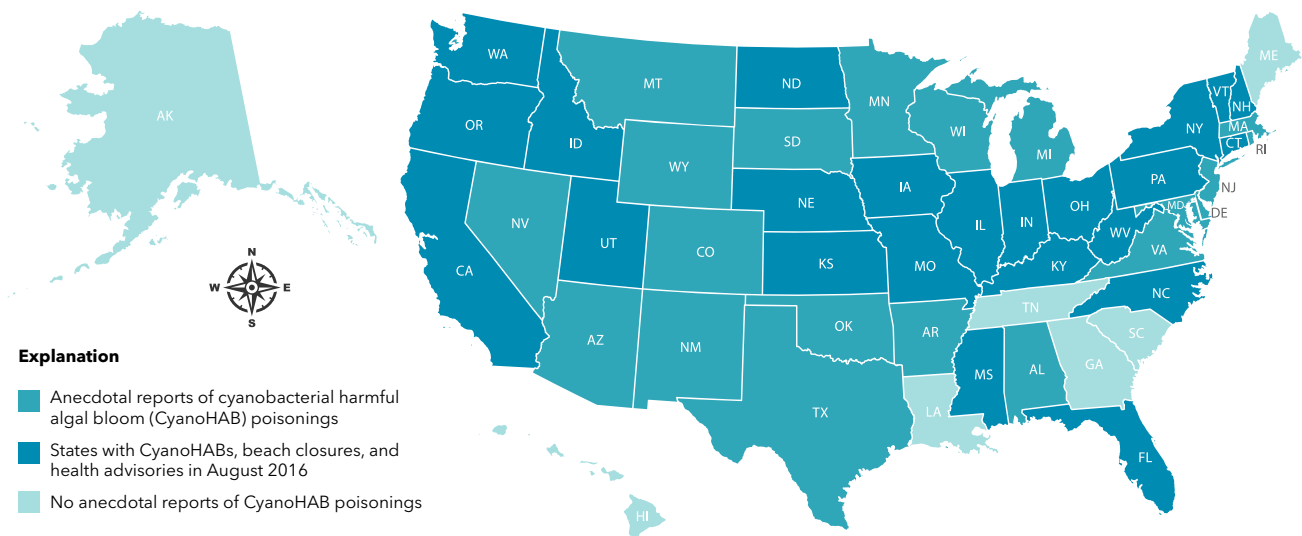 AK
WA
OR
CA
ID
NV
MT
WY
UT
AZ
CO
NM
ND
SD
NE
KS
OK
TX
MN
IA
MO
AR
LA
WI
IL
MI
IN
OH
KY
TN
MS
AL
GA
FL
SC
NC
VA
WV
PA
NY
VT
NH
ME
MA
CT
RI
NJ
DE
MD
HI
N
W E
S
Explanation
Anecdotal reports of cyanobacterial harmful
algal bloom (CyanoHAB) poisonings
States with CyanoHABs, beach closures, and
health advisories in August 2016
No anecdotal reports of CyanoHAB poisonings